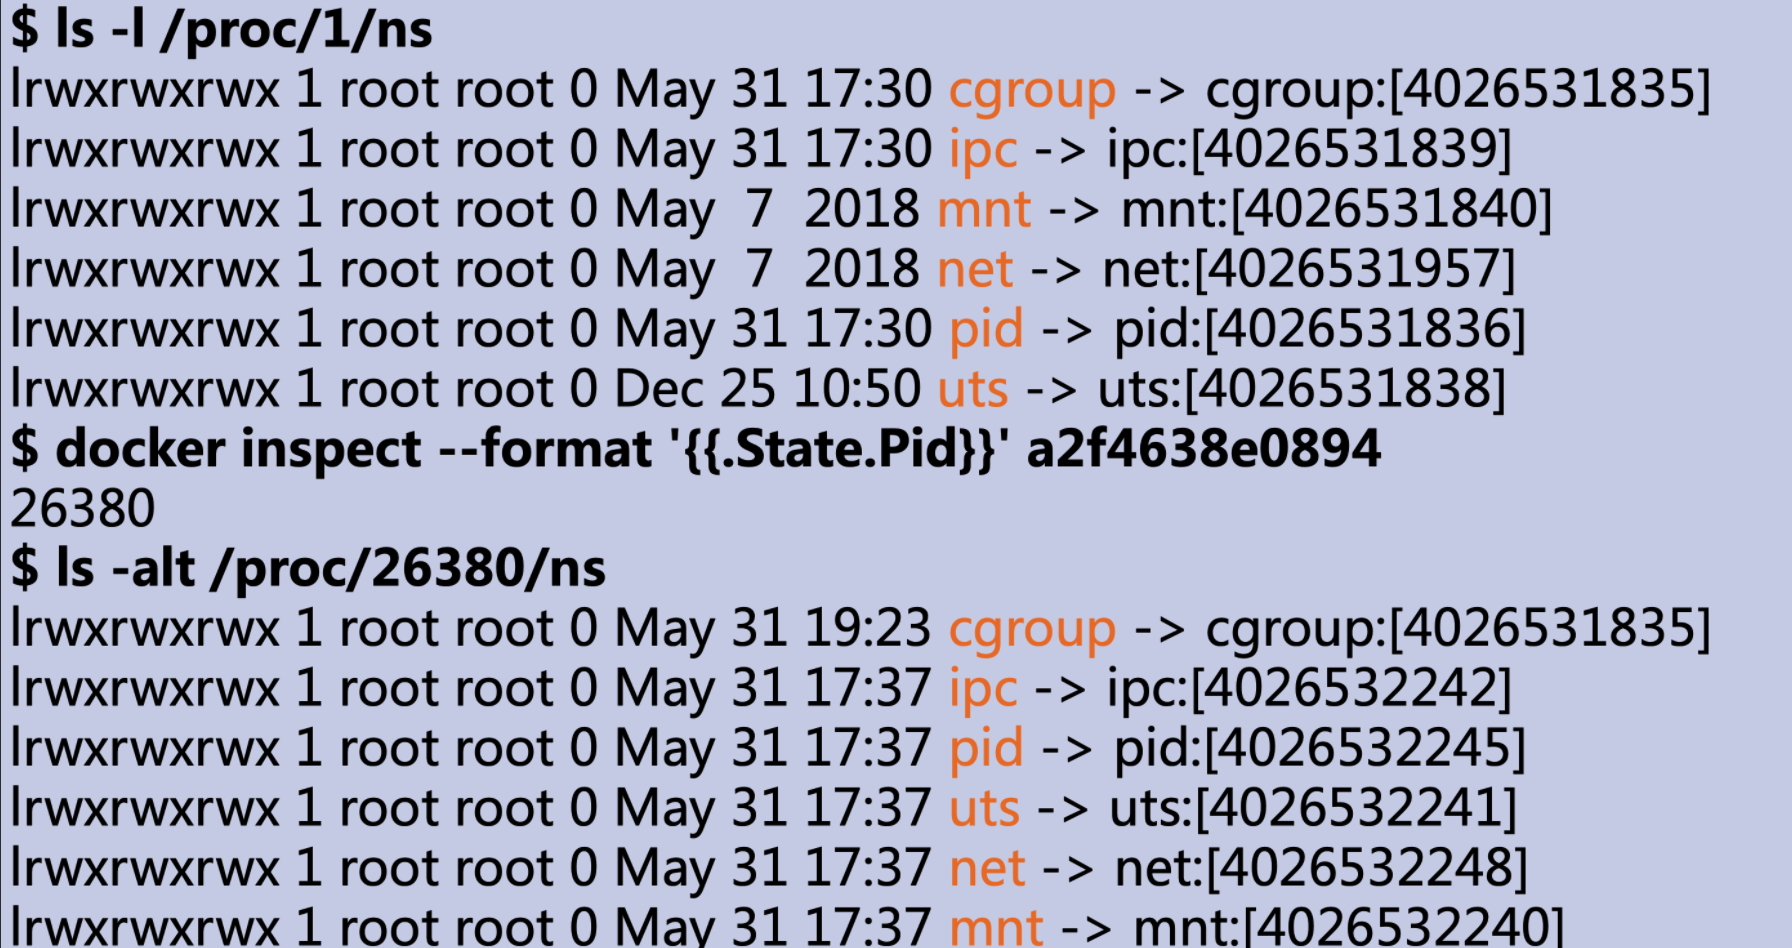 $ ls -l /proc/1/ns
lrwxrwxrwx 1 root root 0 May 31 17:30 cgroup -> cgroup:[4026531835]
lrwxrwxrwx 1 root root 0 May 31 17:30 ipc -> ipc:[4026531839]
lrwxrwxrwx 1 root root 0 May  7  2018 mnt -> mnt:[4026531840]
lrwxrwxrwx 1 root root 0 May  7  2018 net -> net:[4026531957]
lrwxrwxrwx 1 root root 0 May 31 17:30 pid -> pid:[4026531836]
lrwxrwxrwx 1 root root 0 Dec 25 10:50 uts -> uts:[4026531838]
$ docker inspect --format '{{.State.Pid}}' a2f4638e0894
26380
$ ls -alt /proc/26380/ns
lrwxrwxrwx 1 root root 0 May 31 19:23 cgroup -> cgroup:[4026531835]
lrwxrwxrwx 1 root root 0 May 31 17:37 ipc -> ipc:[4026532242]
lrwxrwxrwx 1 root root 0 May 31 17:37 pid -> pid:[4026532245]
lrwxrwxrwx 1 root root 0 May 31 17:37 uts -> uts:[4026532241]
lrwxrwxrwx 1 root root 0 May 31 17:37 net -> net:[4026532248]
lrwxrwxrwx 1 root root 0 May 31 17:37 mnt -> mnt:[4026532240]